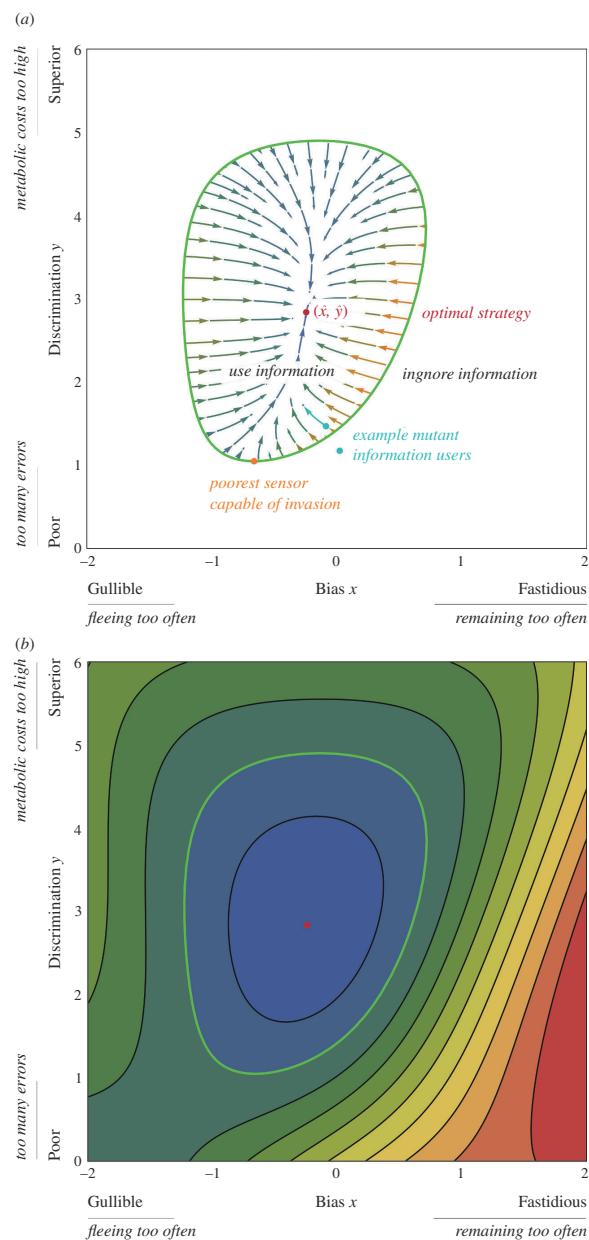 (a)
metabolic costs too high
Superior
6
5
4
Discrimination y
3
(x̂, ŷ)
optimal strategy
use information
ingnore information
2
example mutant
information users
too many errors
1
poorest sensor
capable of invasion
Poor
0
−2
−1
0
1
2
Gullible
Bias x
Fastidious
fleeing too often
remaining too often
(b)
metabolic costs too high
Superior
6
5
4
Discrimination y
3
2
too many errors
1
Poor
0
−2
−1
0
1
2
Gullible
Bias x
Fastidious
fleeing too often
remaining too often